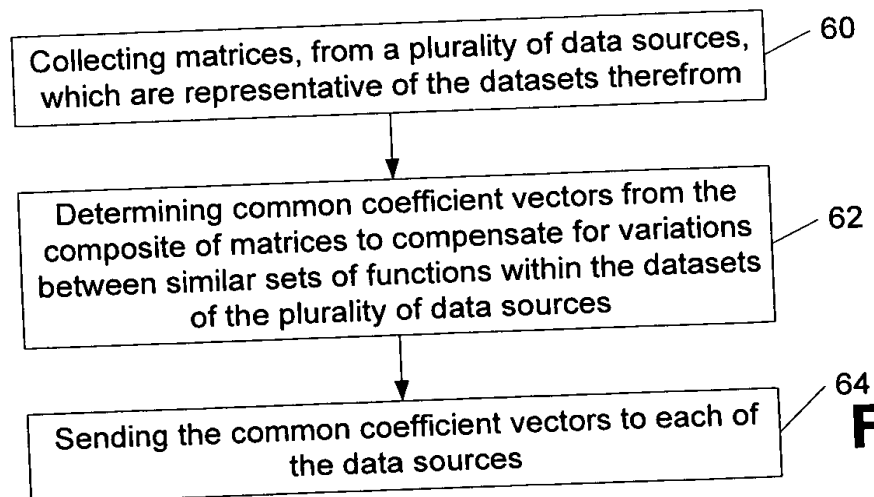 Collecting matrices, from a plurality of data sources,
which are representative of the datasets therefrom
60
Determining common coefficient vectors from the
composite of matrices to compensate for variations
between similar sets of functions within the datasets
of the plurality of data sources
62
Sending the common coefficient vectors to each of
the data sources
64
F